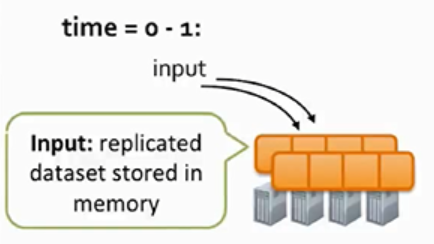 time = 0 - 1:
input
Input: replicated
dataset stored in
memory